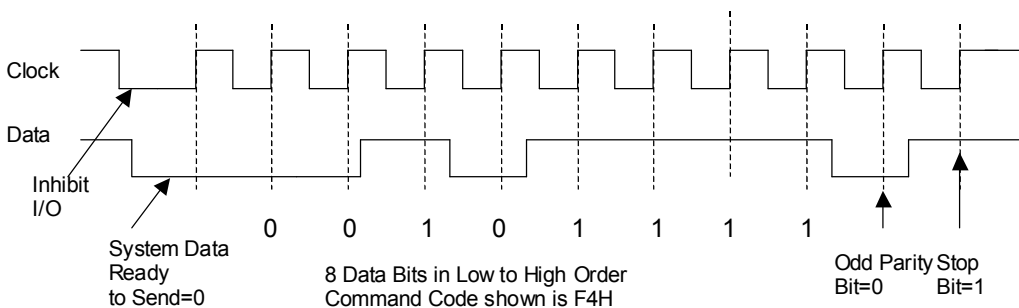 Clock
Data
Inhibit
I/O
0 0 1 0 1 1 1 1
System Data
Ready
to Send=0
8 Data Bits in Low to High Order
Command Code shown is F4H
Odd Parity
Bit=0
Stop
Bit=1